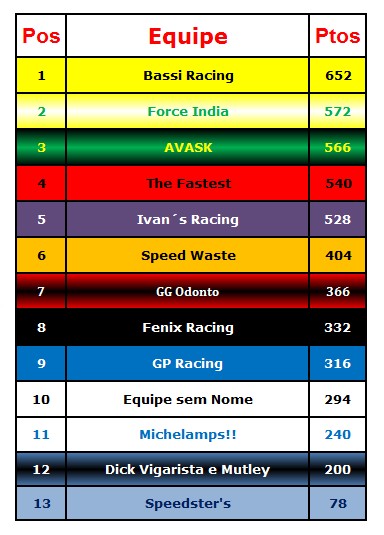 Pos Equipe Ptos
1 Bassi Racing 652
2 Force India 572
3 AVASK 566
4 The Fastest 540
5 Ivan´s Racing 528
6 Speed Waste 404
7 GG Odonto 366
8 Fenix Racing 332
9 GP Racing 316
10 Equipe sem Nome 294
11 Michelamps!! 240
12 Dick Vigarista e Mutley 200
13 Speedster's 78